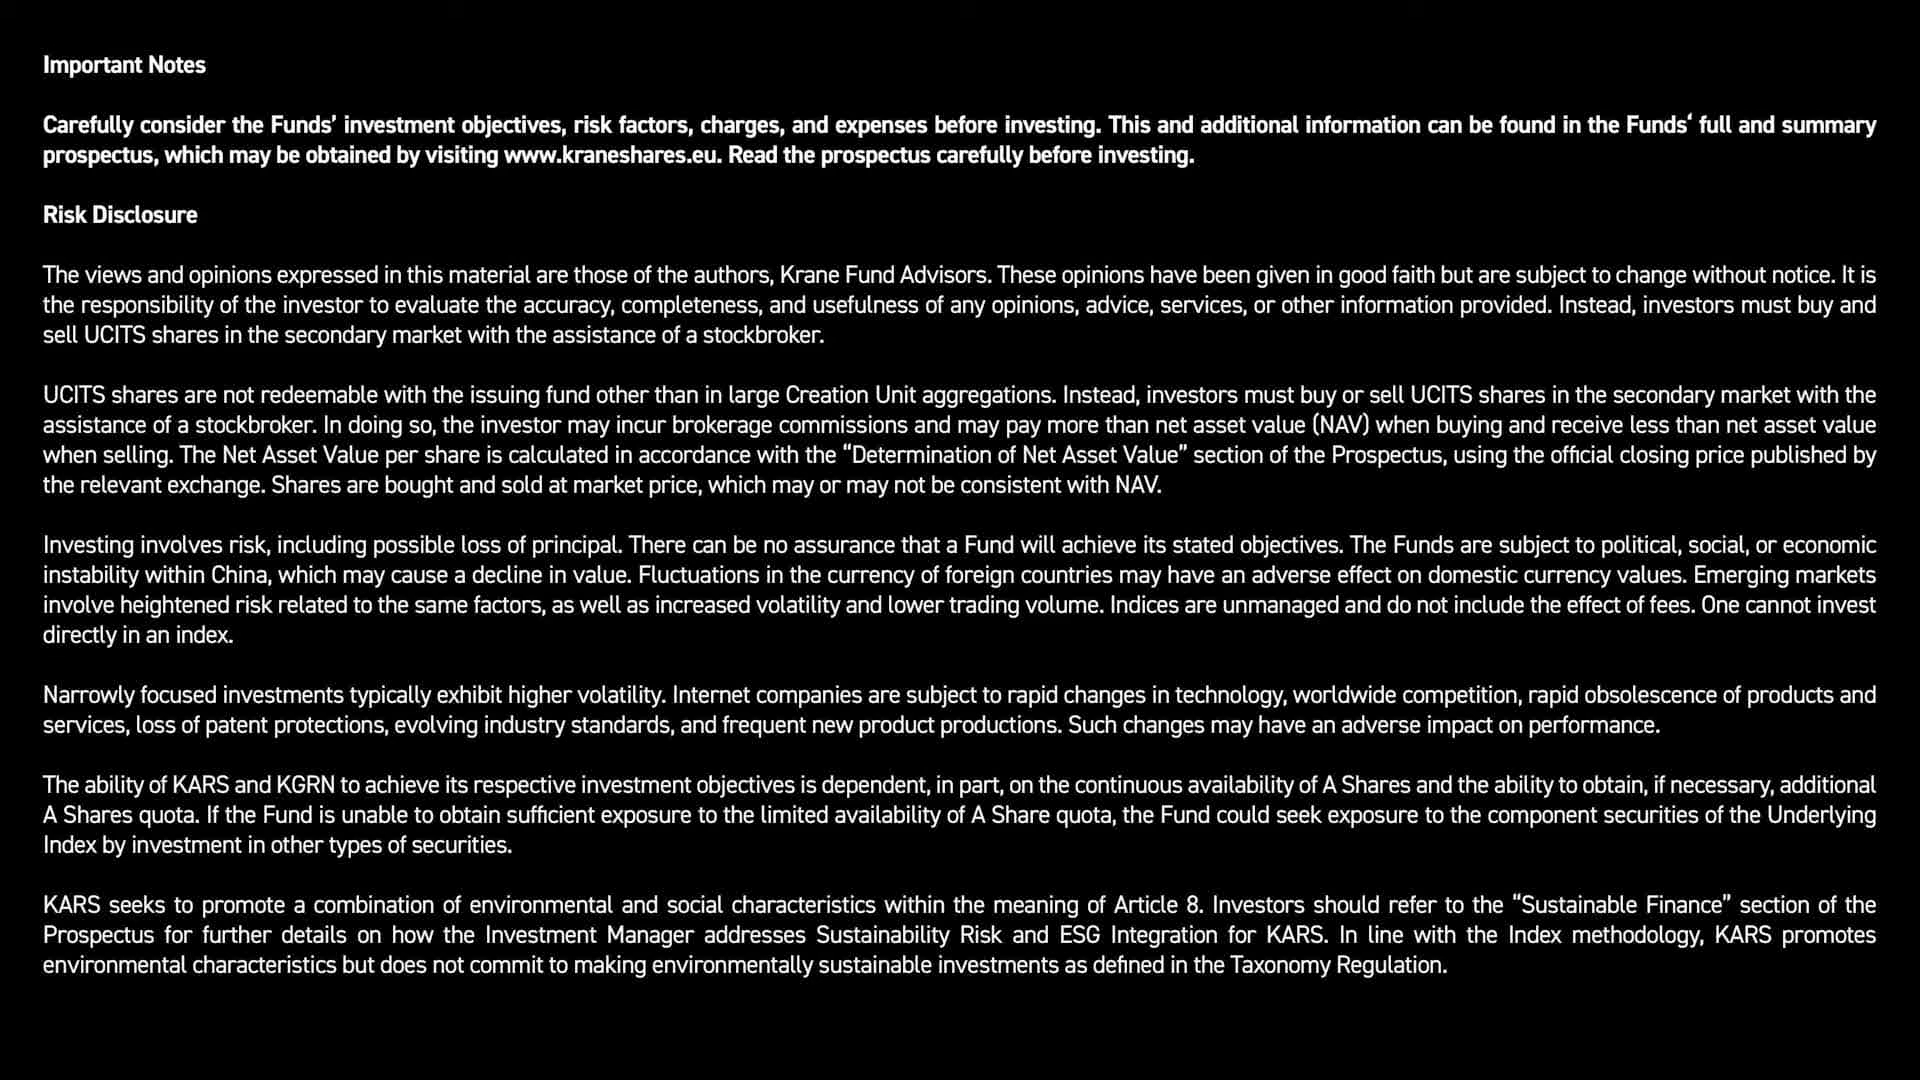 Important Notes
Carefully consider the Funds’ investment objectives, risk factors, charges, and expenses before investing. This and additional information can be found in the Funds‘ full and summary
prospectus, which may be obtained by visiting www.kraneshares.eu. Read the prospectus carefully before investing.
Risk Disclosure
The views and opinions expressed in this material are those of the authors, Krane Fund Advisors. These opinions have been given in good faith but are subject to change without notice. It is
the responsibility of the investor to evaluate the accuracy, completeness, and usefulness of any opinions, advice, services, or other information provided. Instead, investors must buy and
sell UCITS shares in the secondary market with the assistance of a stockbroker.
UCITS shares are not redeemable with the issuing fund other than in large Creation Unit aggregations. Instead, investors must buy or sell UCITS shares in the secondary market with the
assistance of a stockbroker. In doing so, the investor may incur brokerage commissions and may pay more than net asset value (NAV) when buying and receive less than net asset value
when selling. The Net Asset Value per share is calculated in accordance with the “Determination of Net Asset Value” section of the Prospectus, using the official closing price published by
the relevant exchange. Shares are bought and sold at market price, which may or may not be consistent with NAV.
Investing involves risk, including possible loss of principal. There can be no assurance that a Fund will achieve its stated objectives. The Funds are subject to political, social, or economic
instability within China, which may cause a decline in value. Fluctuations in the currency of foreign countries may have an adverse effect on domestic currency values. Emerging markets
involve heightened risk related to the same factors, as well as increased volatility and lower trading volume. Indices are unmanaged and do not include the effect of fees. One cannot invest
directly in an index.
Narrowly focused investments typically exhibit higher volatility. Internet companies are subject to rapid changes in technology, worldwide competition, rapid obsolescence of products and
services, loss of patent protections, evolving industry standards, and frequent new product productions. Such changes may have an adverse impact on performance.
The ability of KARS and KGRN to achieve its respective investment objectives is dependent, in part, on the continuous availability of A Shares and the ability to obtain, if necessary, additional
A Shares quota. If the Fund is unable to obtain sufficient exposure to the limited availability of A Share quota, the Fund could seek exposure to the component securities of the Underlying
Index by investment in other types of securities.
KARS seeks to promote a combination of environmental and social characteristics within the meaning of Article 8. Investors should refer to the “Sustainable Finance” section of the
Prospectus for further details on how the Investment Manager addresses Sustainability Risk and ESG Integration for KARS. In line with the Index methodology, KARS promotes
environmental characteristics but does not commit to making environmentally sustainable investments as defined in the Taxonomy Regulation.